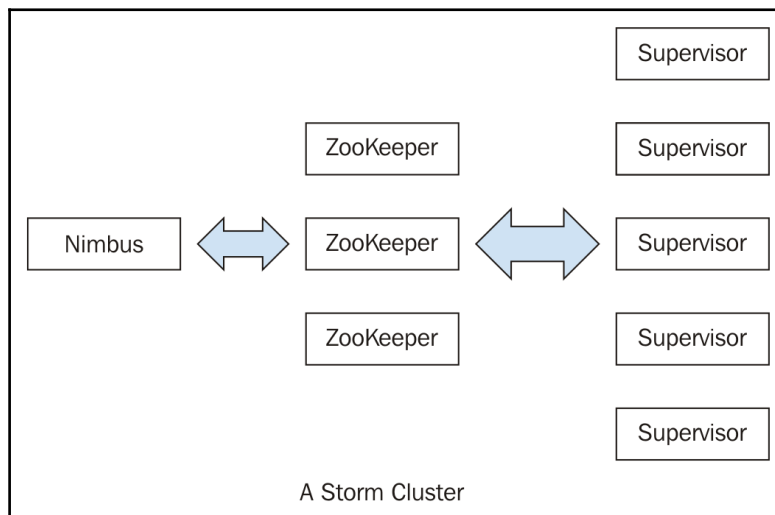 Supervisor
ZooKeeper
Supervisor
Nimbus
ZooKeeper
Supervisor
ZooKeeper
Supervisor
Supervisor
A Storm Cluster